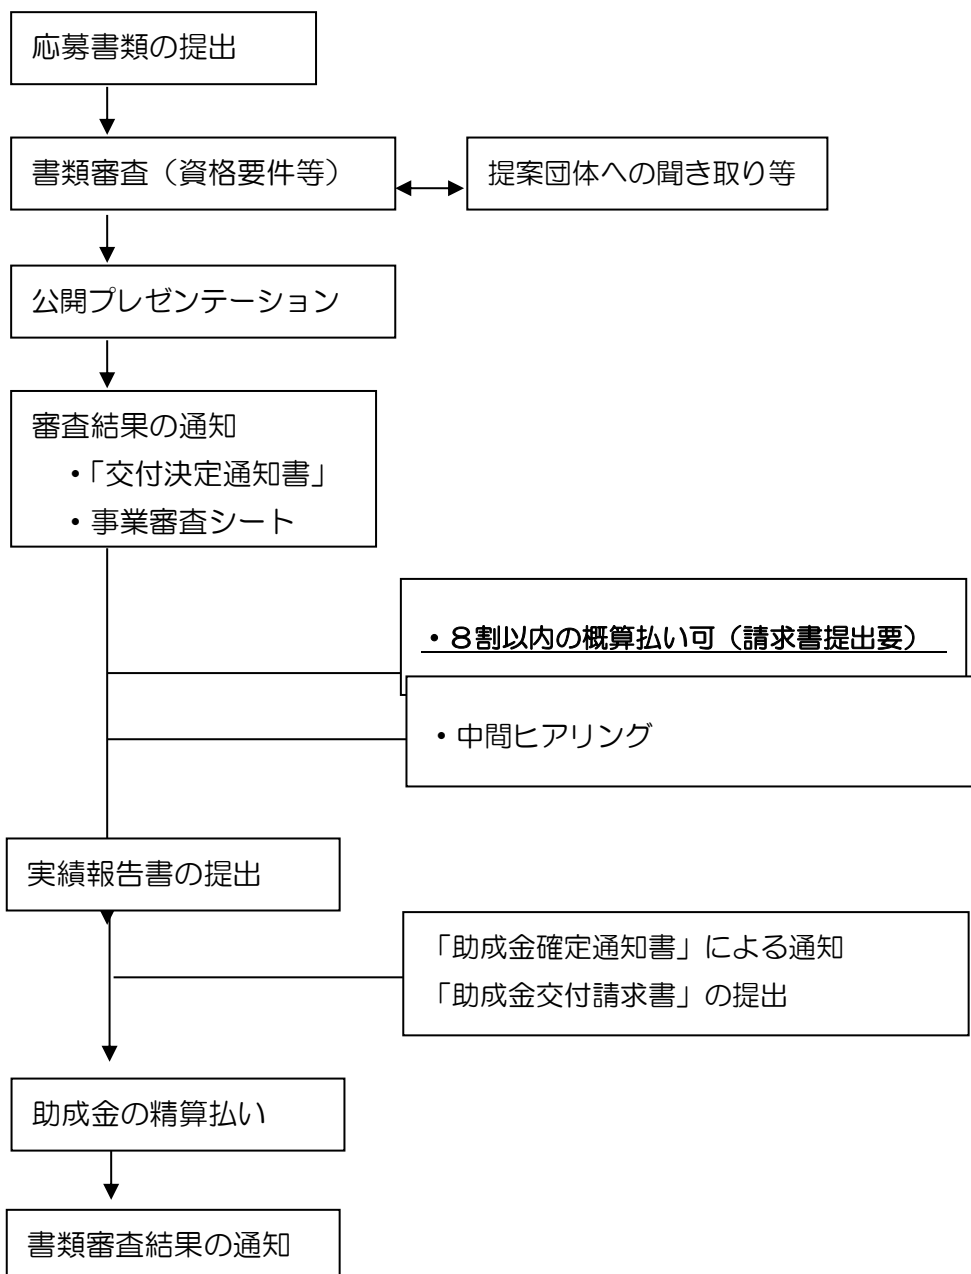 応募書類の提出
書類審査（資格要件等）
提案団体への聞き取り等
公開プレゼンテーション
審査結果の通知
・「交付決定通知書」
・事業審査シート
・８割以内の概算払い可（請求書提出要）
・中間ヒアリング
実績報告書の提出
「助成金確定通知書」による通知
「助成金交付請求書」の提出
助成金の精算払い
書類審査結果の通知